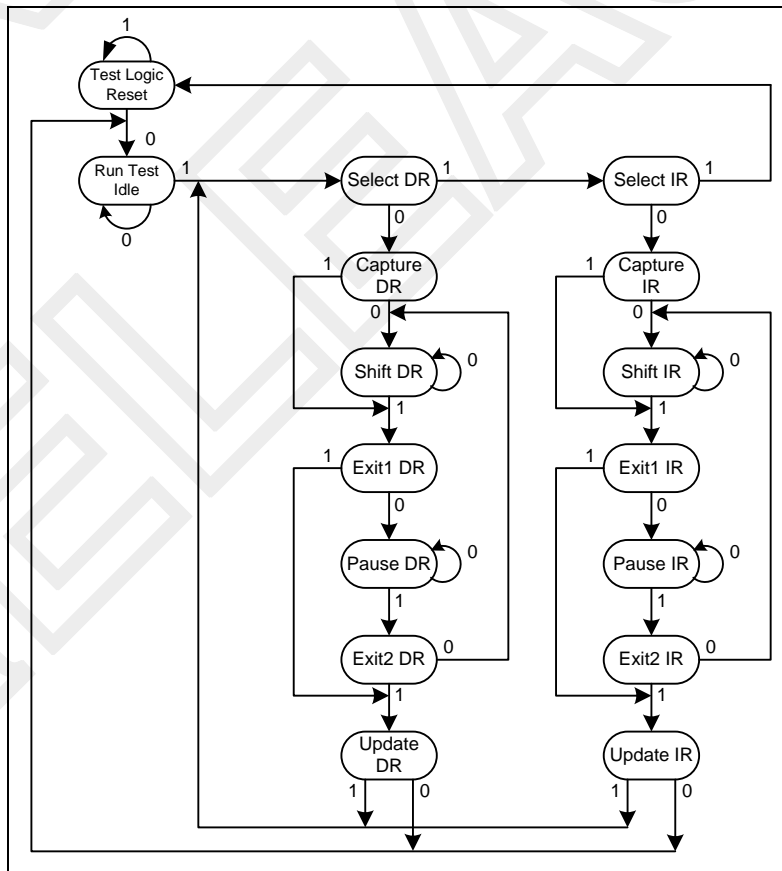 1
Test Logic
Reset
0
Run Test
Idle
1
0
Select DR
1
0
Select IR
1
0
Capture
DR
1
0
Capture
IR
1
0
Shift DR
0
1
Shift IR
0
1
Exit1 DR
1
0
Exit1 IR
1
0
Pause DR
0
1
Pause IR
0
1
Exit2 DR
0
1
Exit2 IR
0
1
Update
DR
1
0
Update IR
1
0